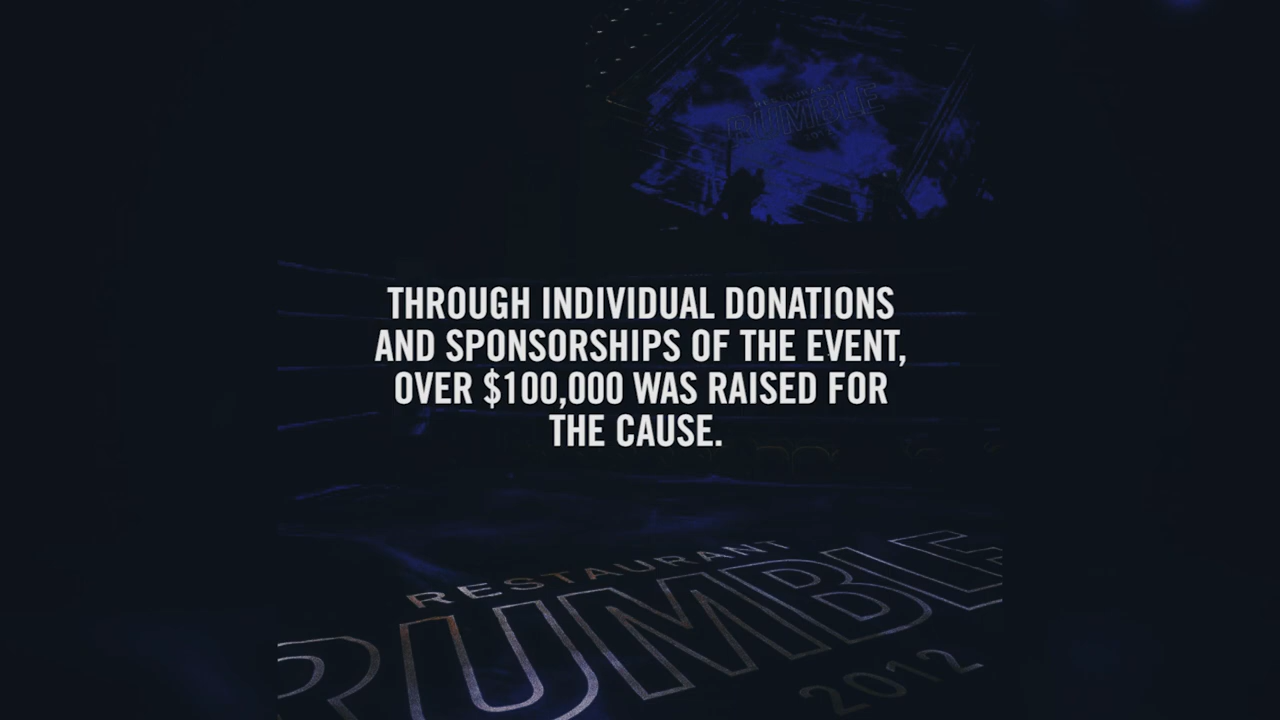 RUMBLE
THROUGH INDIVIDUAL DONATIONS
AND SPONSORSHIPS OF THE EVENT,
OVER $100,000 WAS RAISED FOR
THE CAUSE.
RESTAURANT
RUMBLE
2012